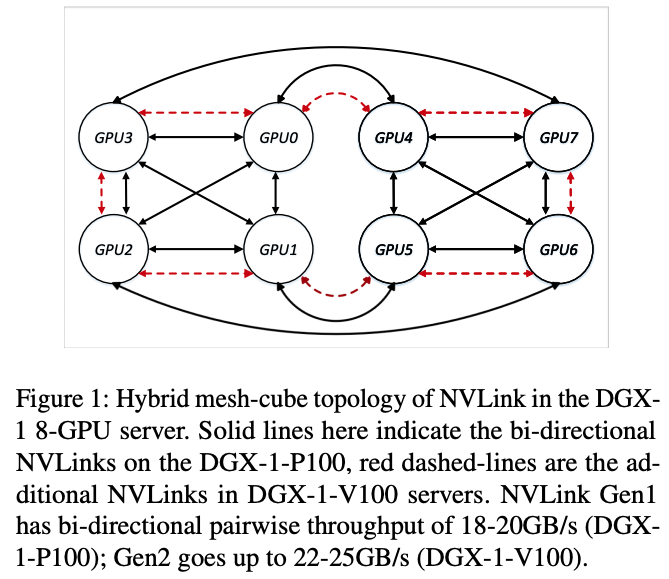 GPU3 GPU0 GPU4 GPU7
GPU2 GPU1 GPU5 GPU6
Figure 1: Hybrid mesh-cube topology of NVLink in the DGX-
1 8-GPU server. Solid lines here indicate the bi-directional
NVLinks on the DGX-1-P100, red dashed-lines are the ad-
ditional NVLinks in DGX-1-V100 servers. NVLink Gen1
has bi-directional pairwise throughput of 18-20GB/s (DGX-
1-P100); Gen2 goes up to 22-25GB/s (DGX-1-V100).